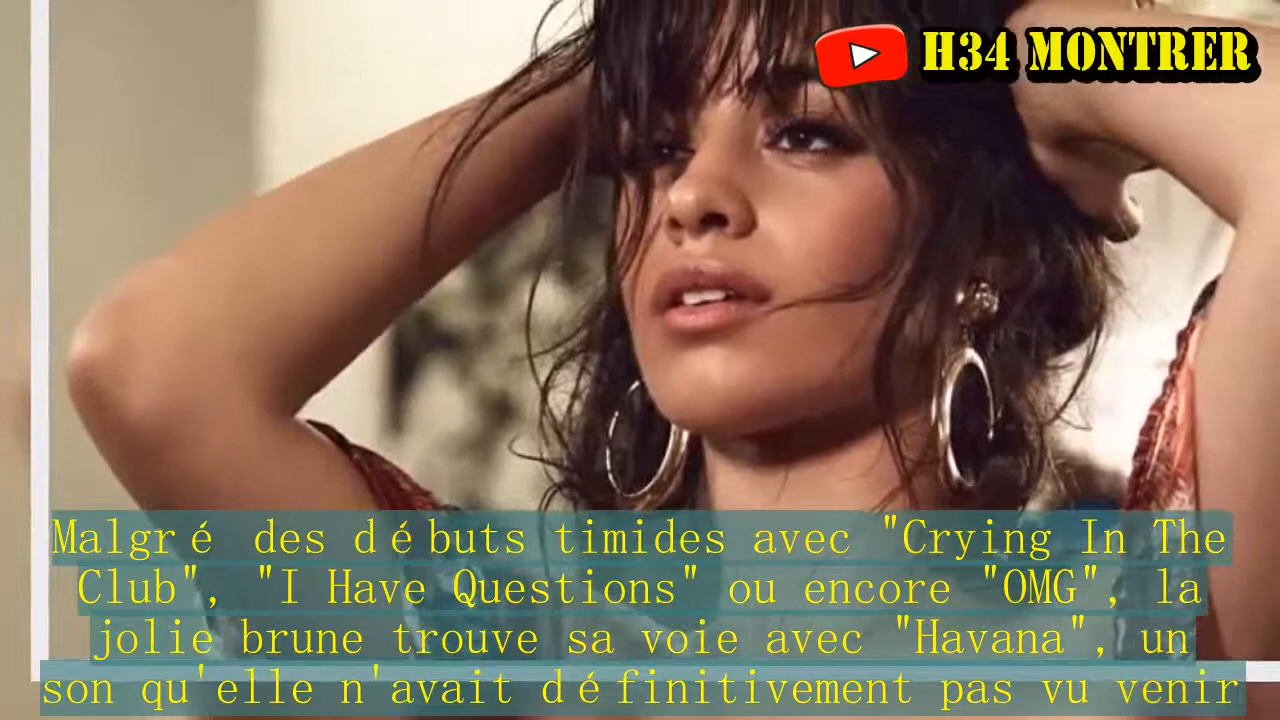 H34 MONTRER
Malgré des débuts timides avec "Crying In The
Club", "I Have Questions" ou encore "OMG", la
jolie brune trouve sa voie avec "Havana", un
son qu'elle n'avait définitivement pas vu venir